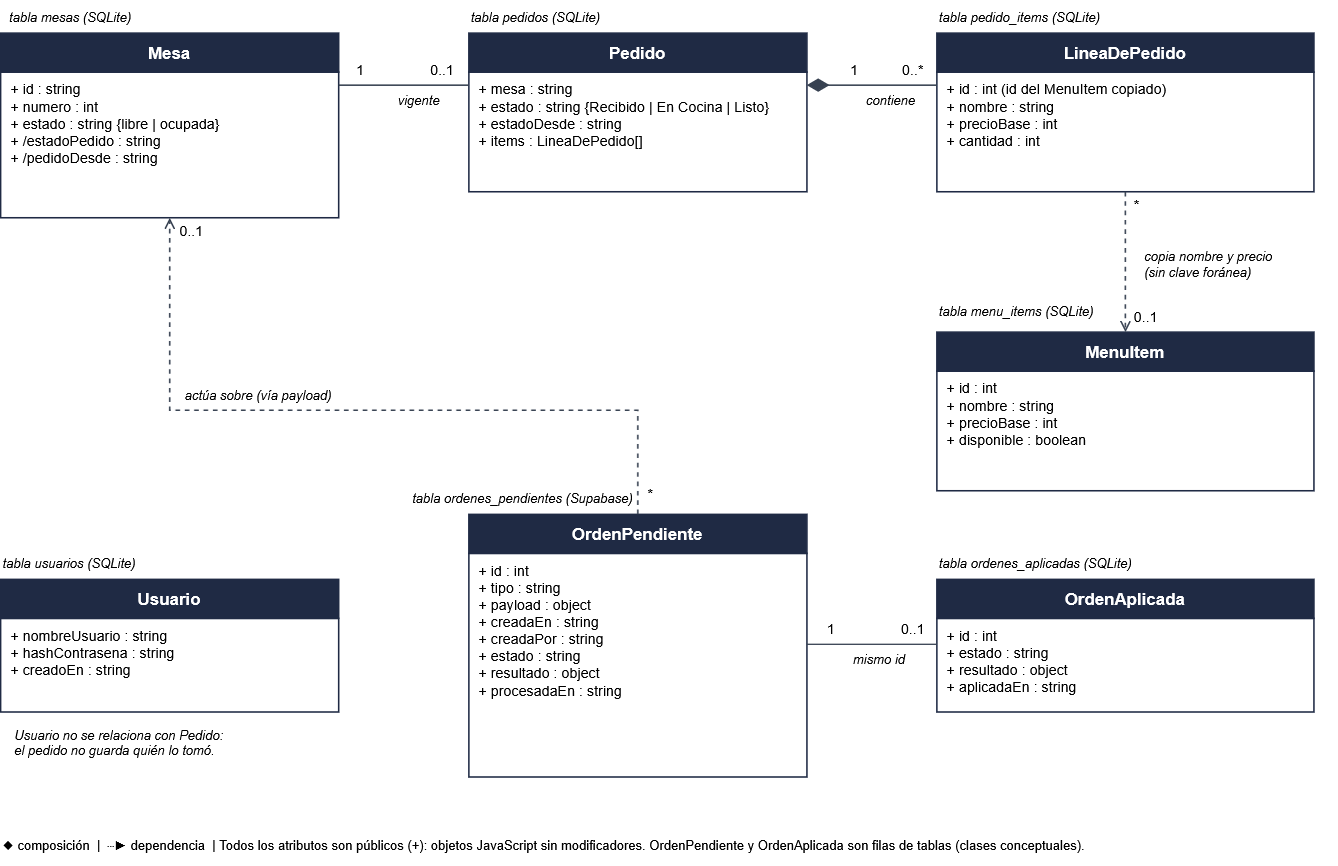 tabla mesas (SQLite)
Mesa
+ id : string
+ numero : int
+ estado : string {libre | ocupada}
+ /estadoPedido : string
+ /pedidoDesde : string
1
0..1
vigente
tabla pedidos (SQLite)
Pedido
+ mesa : string
+ estado : string {Recibido | En Cocina | Listo}
+ estadoDesde : string
+ items : LineaDePedido[]
1
0..*
contiene
tabla pedido_items (SQLite)
LineaDePedido
+ id : int (id del MenuItem copiado)
+ nombre : string
+ precioBase : int
+ cantidad : int
*
copia nombre y precio
(sin clave foránea)
0..1
tabla menu_items (SQLite)
MenuItem
+ id : int
+ nombre : string
+ precioBase : int
+ disponible : boolean
0..1
actúa sobre (vía payload)
*
tabla ordenes_pendientes (Supabase)
OrdenPendiente
+ id : int
+ tipo : string
+ payload : object
+ creadaEn : string
+ creadaPor : string
+ estado : string
+ resultado : object
+ procesadaEn : string
1
0..1
mismo id
tabla ordenes_aplicadas (SQLite)
OrdenAplicada
+ id : int
+ estado : string
+ resultado : object
+ aplicadaEn : string
tabla usuarios (SQLite)
Usuario
+ nombreUsuario : string
+ hashContrasena : string
+ creadoEn : string
Usuario no se relaciona con Pedido:
el pedido no guarda quién lo tomó.
◆ composición | ┄► dependencia | Todos los atributos son públicos (+): objetos JavaScript sin modificadores. OrdenPendiente y OrdenAplicada son filas de tablas (clases conceptuales).